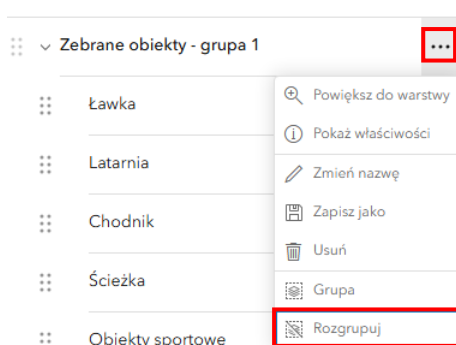 Zebrane obiekty - grupa 1
Ławka
Latarnia
Chodnik
Ścieżka
Obiekty sportowe
Powiększ do warstwy
Pokaż właściwości
Zmień nazwę
Zapisz jako
Usuń
Grupa
Rozgrupuj